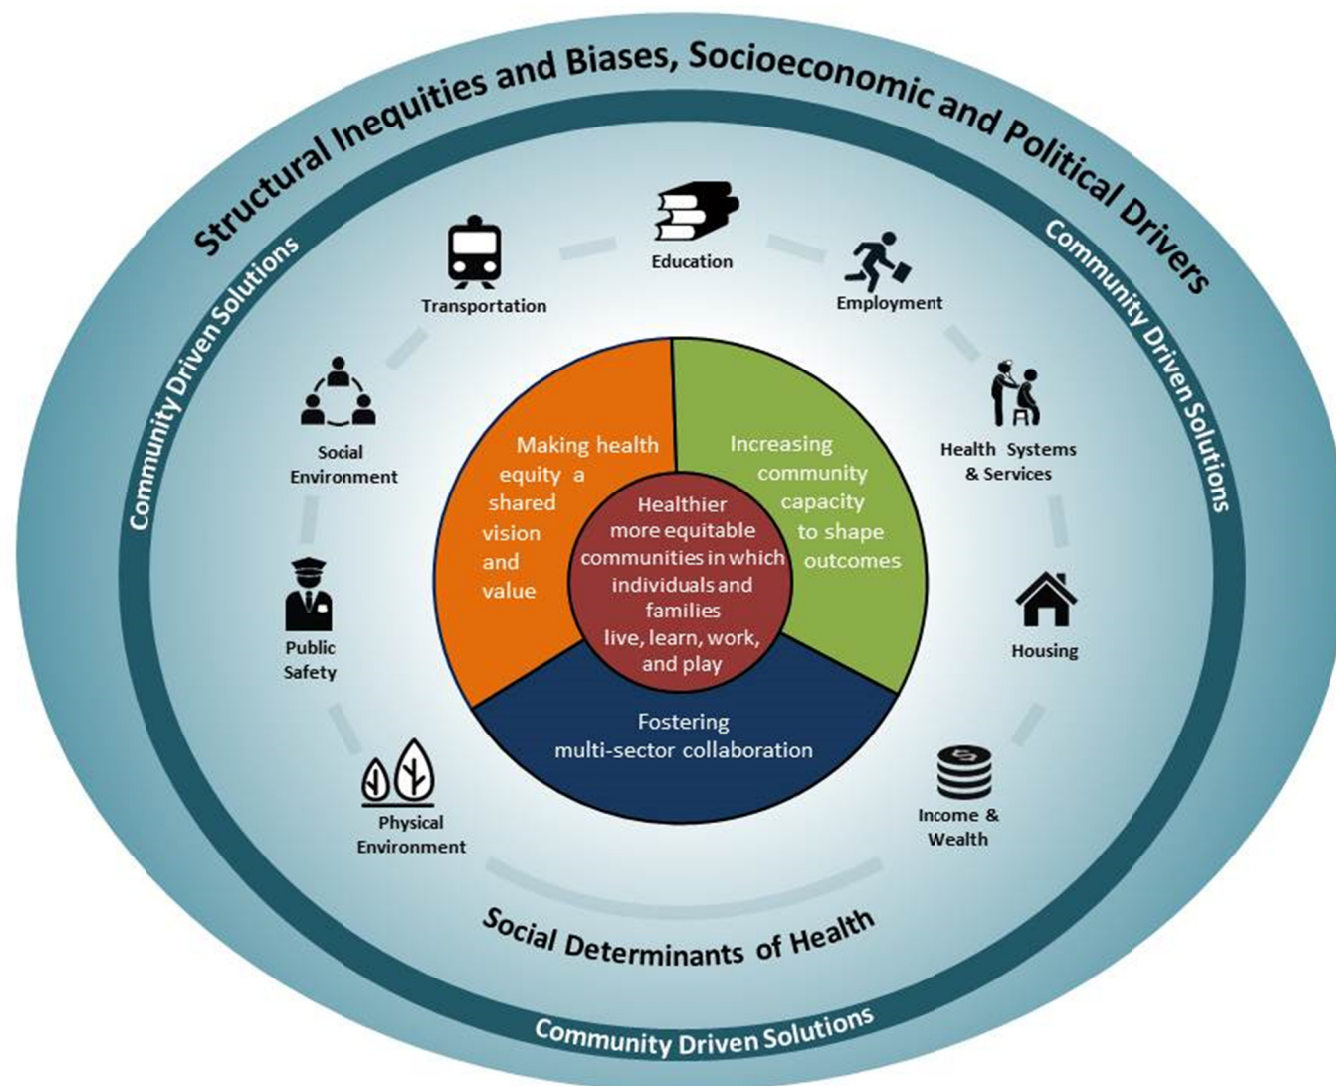 Structural Inequities and Biases, Socioeconomic and Political Drivers
Community Driven Solutions
Community Driven Solutions
Education
Transportation
Employment
Social
Environment
Health Systems
& Services
Public
Safety
Housing
Physical
Environment
Income &
Wealth
Making health
equity a
shared
vision
and
value
Increasing
community
capacity
to shape
outcomes
Healthier
more equitable
communities in which
individuals and
families
live, learn, work,
and play
Fostering
multi-sector collaboration
Social Determinants of Health
Community Driven Solutions